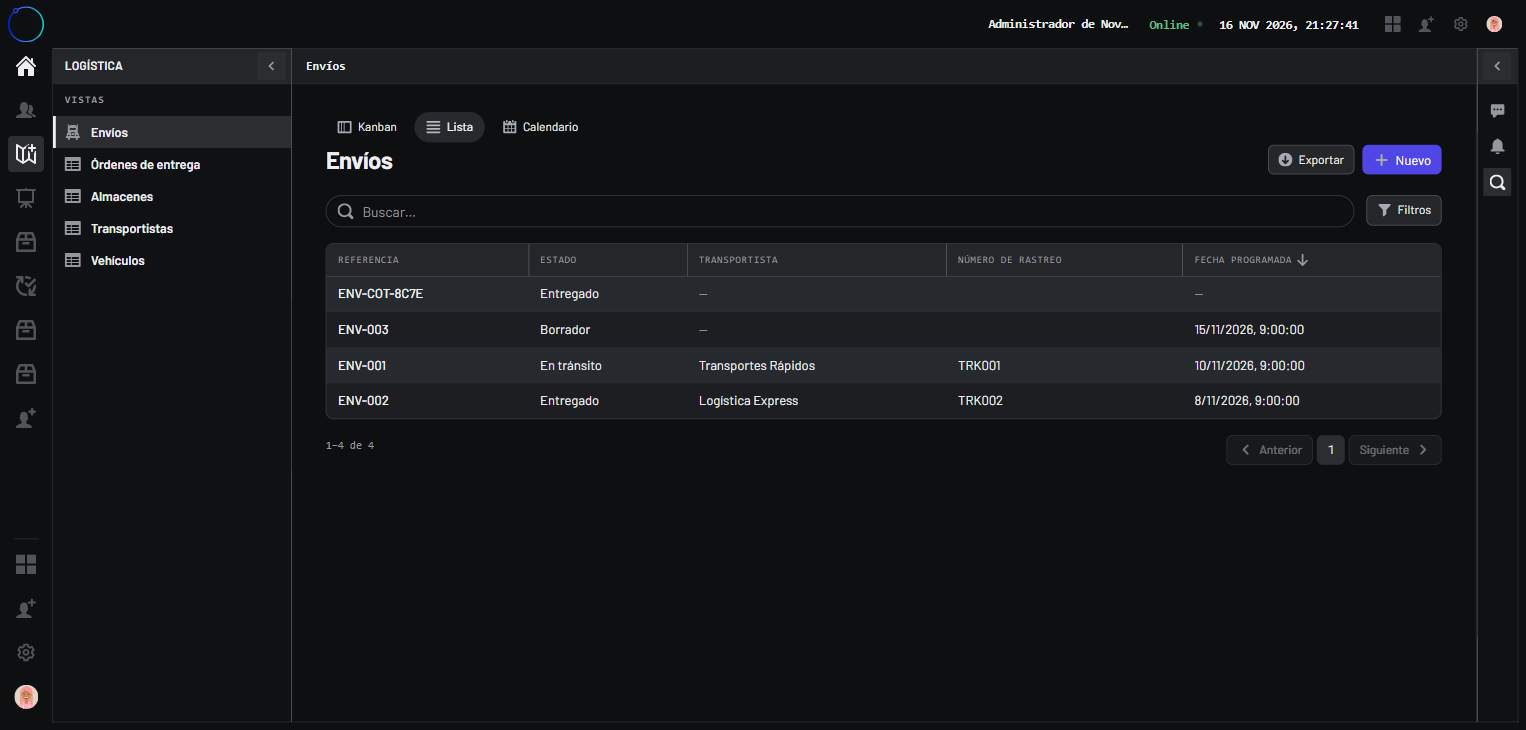 Administrador de Nov… Online 16 NOV 2026, 21:27:41
LOGÍSTICA
VISTAS
Envíos
Órdenes de entrega
Almacenes
Transportistas
Vehículos
Envíos
Kanban Lista Calendario
Envíos
Exportar Nuevo
Buscar...
Filtros
REFERENCIA ESTADO TRANSPORTISTA NÚMERO DE RASTREO FECHA PROGRAMADA
ENV-COT-8C7E Entregado — —
ENV-003 Borrador — 15/11/2026, 9:00:00
ENV-001 En tránsito Transportes Rápidos TRK001 10/11/2026, 9:00:00
ENV-002 Entregado Logística Express TRK002 8/11/2026, 9:00:00
1–4 de 4
Anterior 1 Siguiente